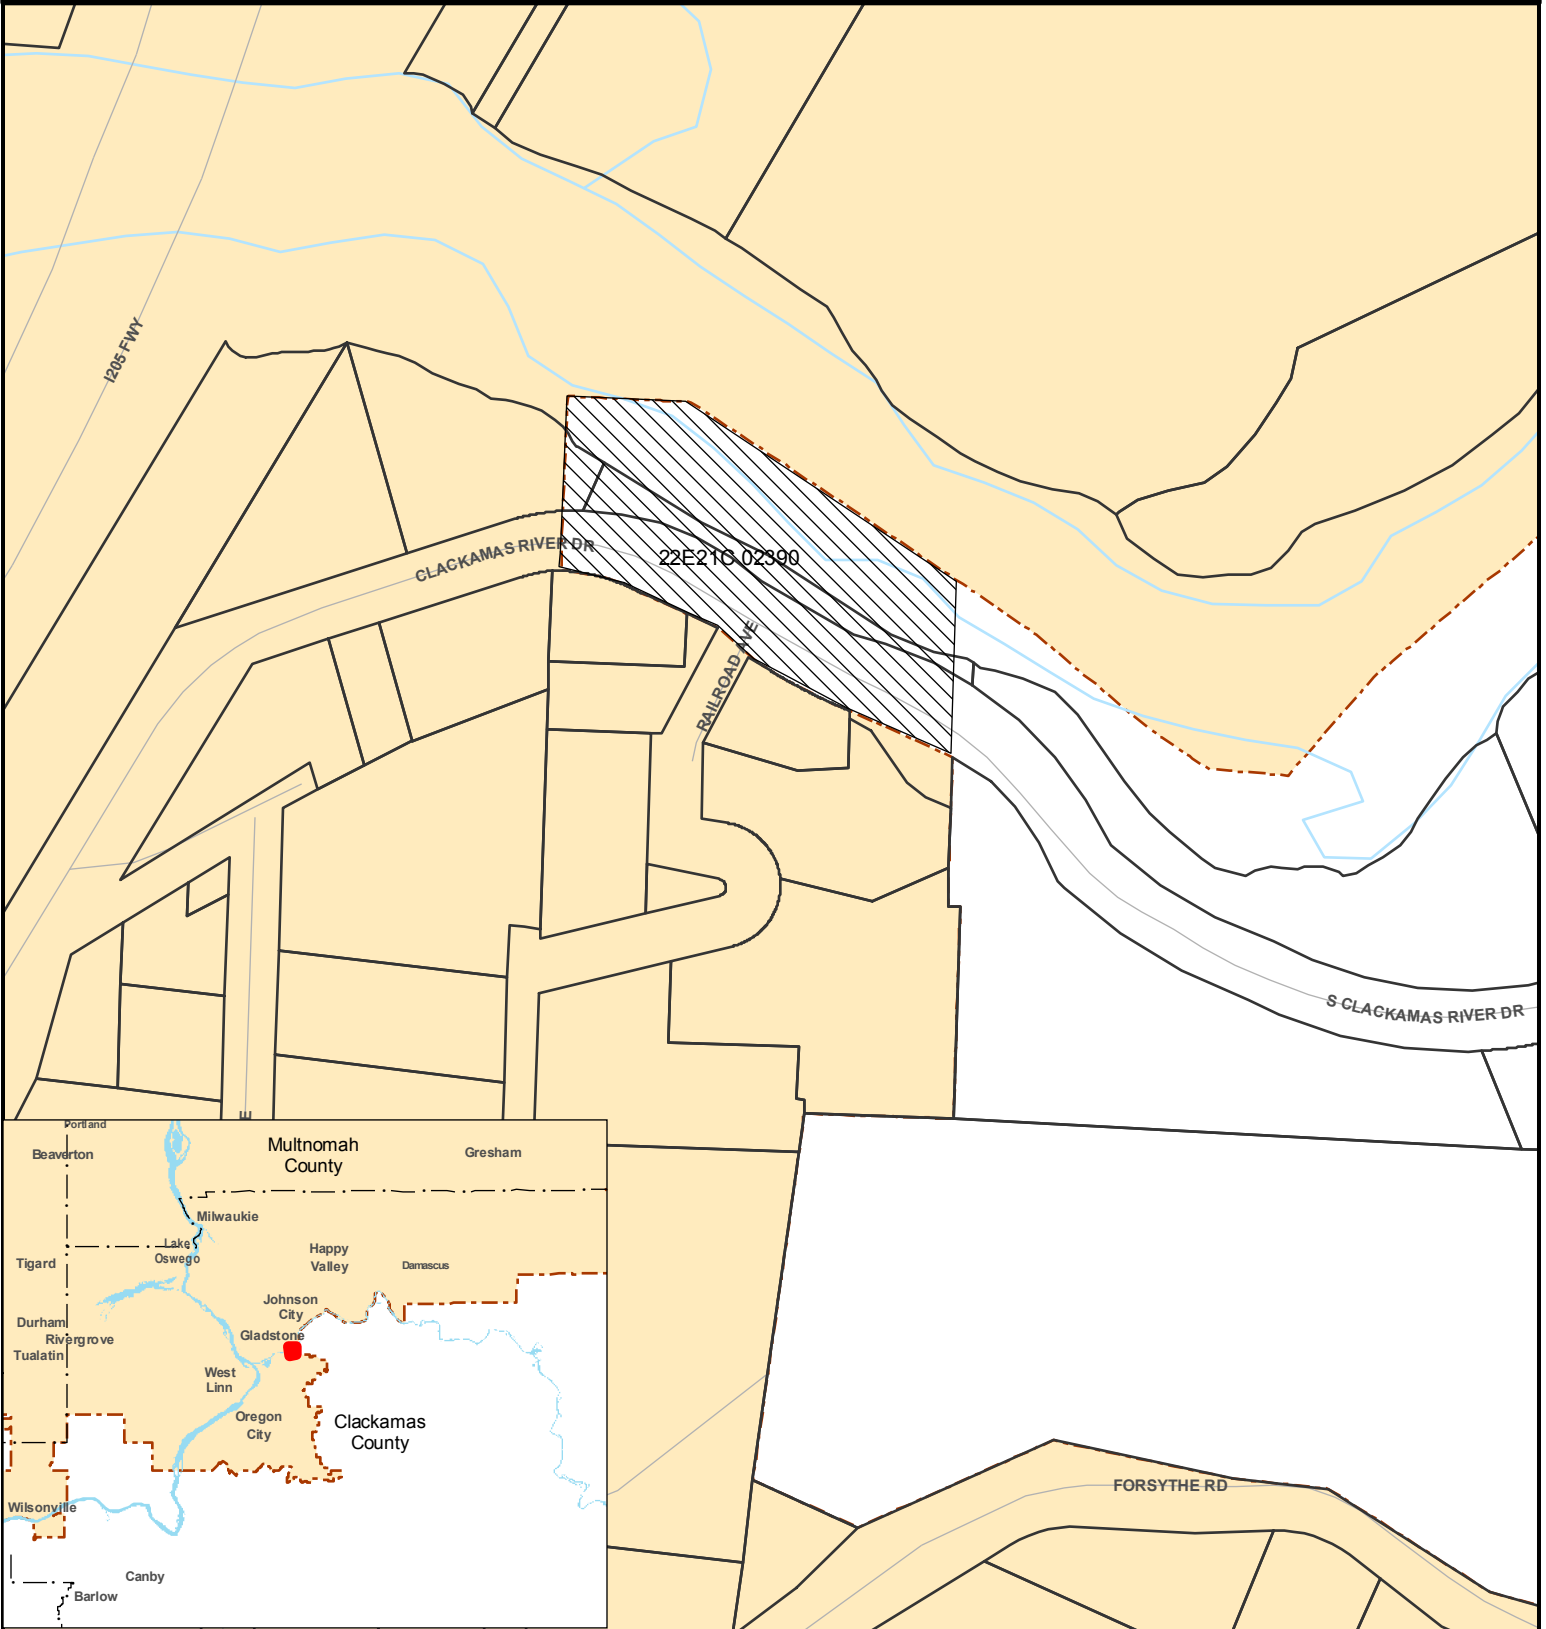 I205 FWY
CLACKAMAS RIVER DR
22E21C 02390
RAILROAD AVE
S CLACKAMAS RIVER DR
FORSYTHE RD
E
Portland
Beaverton
Multnomah
County
Gresham
Milwaukie
Lake
Oswego
Tigard
Happy
Valley
Damascus
Johnson
City
Durham
Rivergrove
Gladstone
Tualatin
West
Linn
Oregon
City
Clackamas
County
Wilsonville
Canby
Barlow